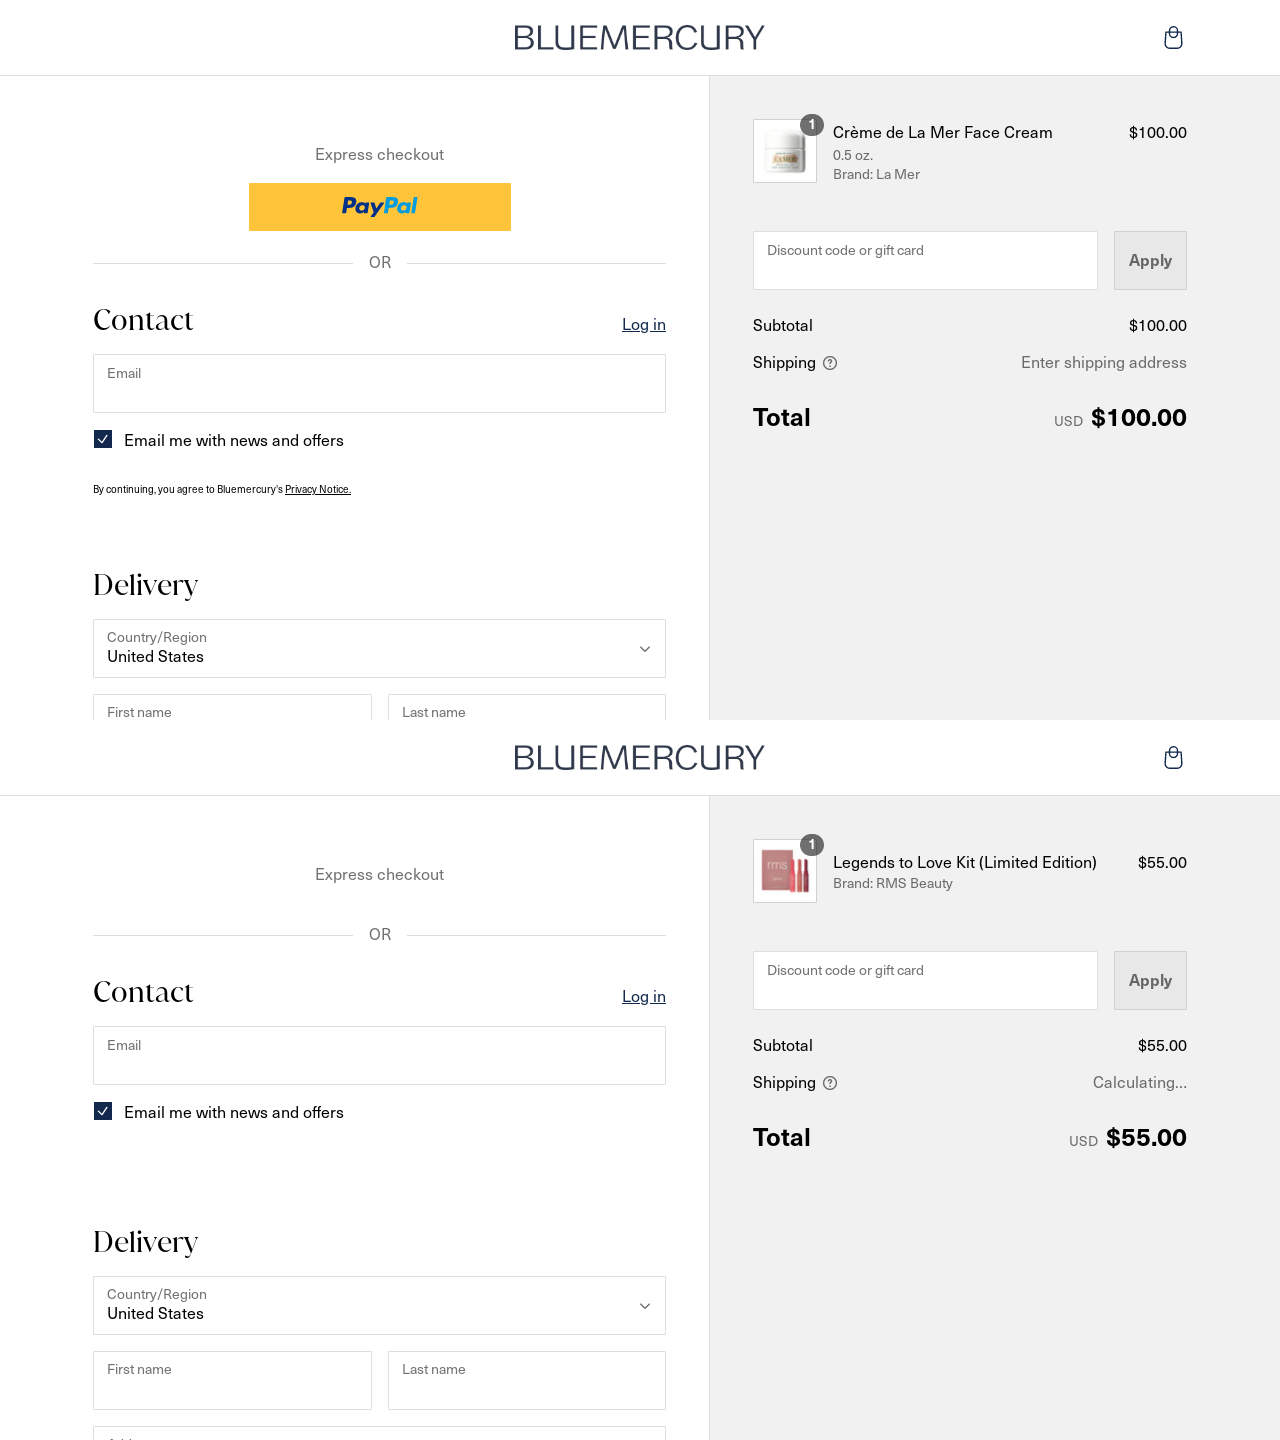 BLUEMERCURY
Express checkout
PayPal
OR
Contact
Log in
Email
Email me with news and offers
By continuing, you agree to Bluemercury's Privacy Notice.
Delivery
Country/Region
United States
First name
Last name
1
LA MER
Crème de La Mer Face Cream
$100.00
0.5 oz.
Brand: La Mer
Discount code or gift card
Apply
Subtotal
$100.00
Shipping
Enter shipping address
Total
USD $100.00
BLUEMERCURY
Express checkout
OR
Contact
Log in
Email
Email me with news and offers
Delivery
Country/Region
United States
First name
Last name
1
rms
Legends to Love Kit (Limited Edition)
$55.00
Brand: RMS Beauty
Discount code or gift card
Apply
Subtotal
$55.00
Shipping
Calculating...
Total
USD $55.00